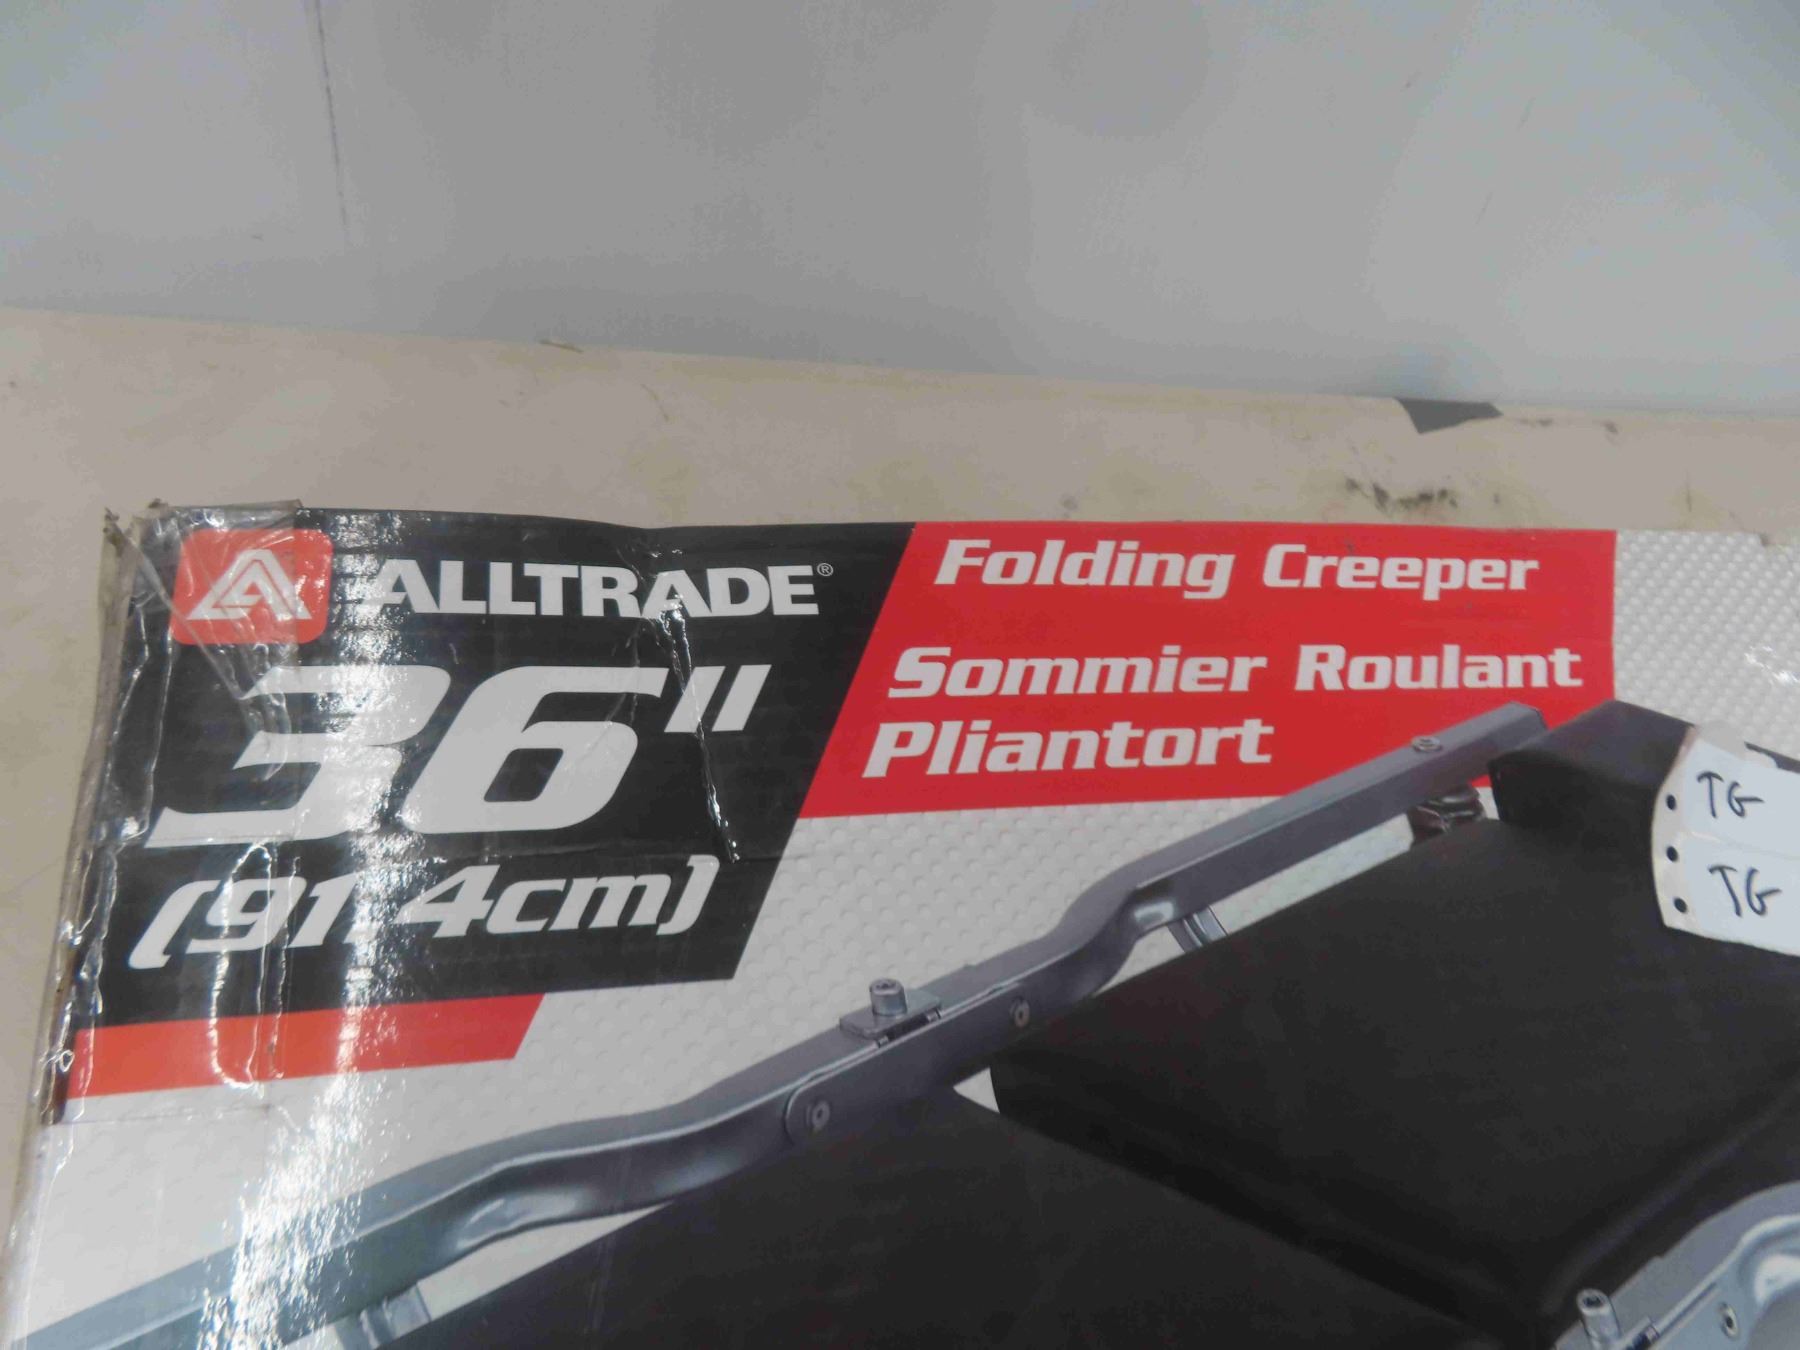 ALLTRADE®
36"
(91.4cm)
Folding Creeper
Sommier Roulant
Pliantort
TG
TG